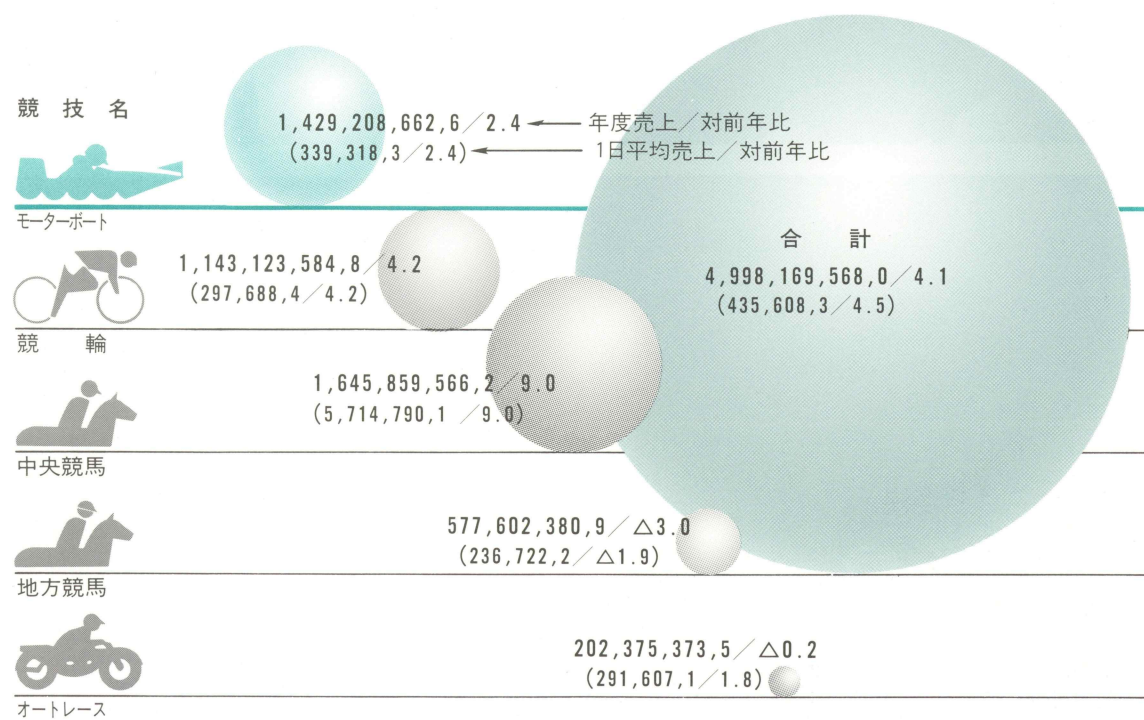 競技名
1,429,208,662,6／2.4 ← 年度売上／対前年比
(339,318,3／2.4) ← 1日平均売上／対前年比
モーターボート
1,143,123,584,8／4.2
(297,688,4／4.2)
競輪
合計
4,998,169,568,0／4.1
(435,608,3／4.5)
1,645,859,566,2／9.0
(5,714,790,1／9.0)
中央競馬
577,602,380,9／△3.0
(236,722,2／△1.9)
地方競馬
202,375,373,5／△0.2
(291,607,1／1.8)
オートレース